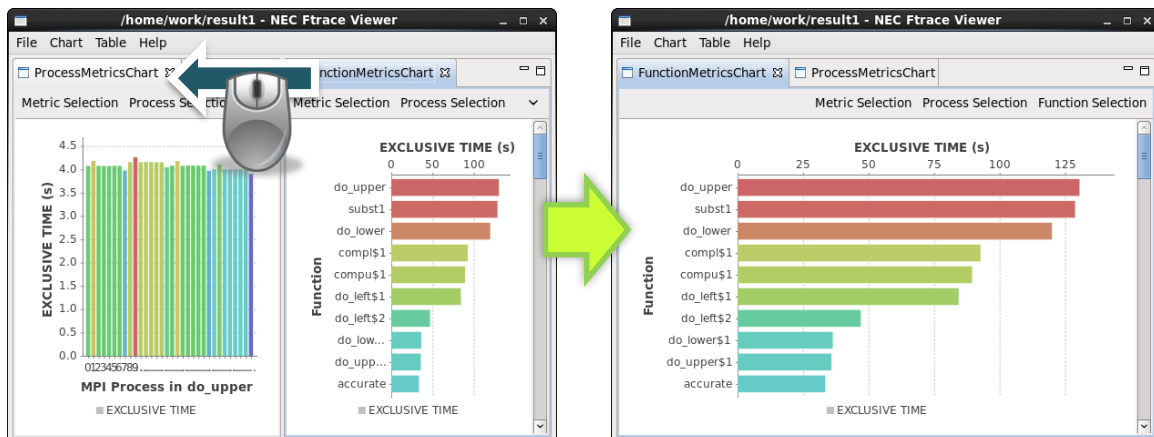 /home/work/result1 - NEC Ftrace Viewer
File Chart Table Help
ProcessMetricsChart
nctionMetricsChart
Metric Selection Process Selectio
Metric Selection Process Selection
EXCLUSIVE TIME (s)
4.5
4.0
3.5
3.0
2.5
2.0
1.5
1.0
0.5
0.0
0123456789
MPI Process in do_upper
EXCLUSIVE TIME
EXCLUSIVE TIME (s)
0 50 100
Function
do_upper
subst1
do_lower
compl$1
compu$1
do_left$1
do_left$2
do_low...
do_upp...
accurate
EXCLUSIVE TIME
/home/work/result1 - NEC Ftrace Viewer
File Chart Table Help
FunctionMetricsChart
ProcessMetricsChart
Metric Selection Process Selection Function Selection
EXCLUSIVE TIME (s)
0 25 50 75 100 125
Function
do_upper
subst1
do_lower
compl$1
compu$1
do_left$1
do_left$2
do_lower$1
do_upper$1
accurate
EXCLUSIVE TIME